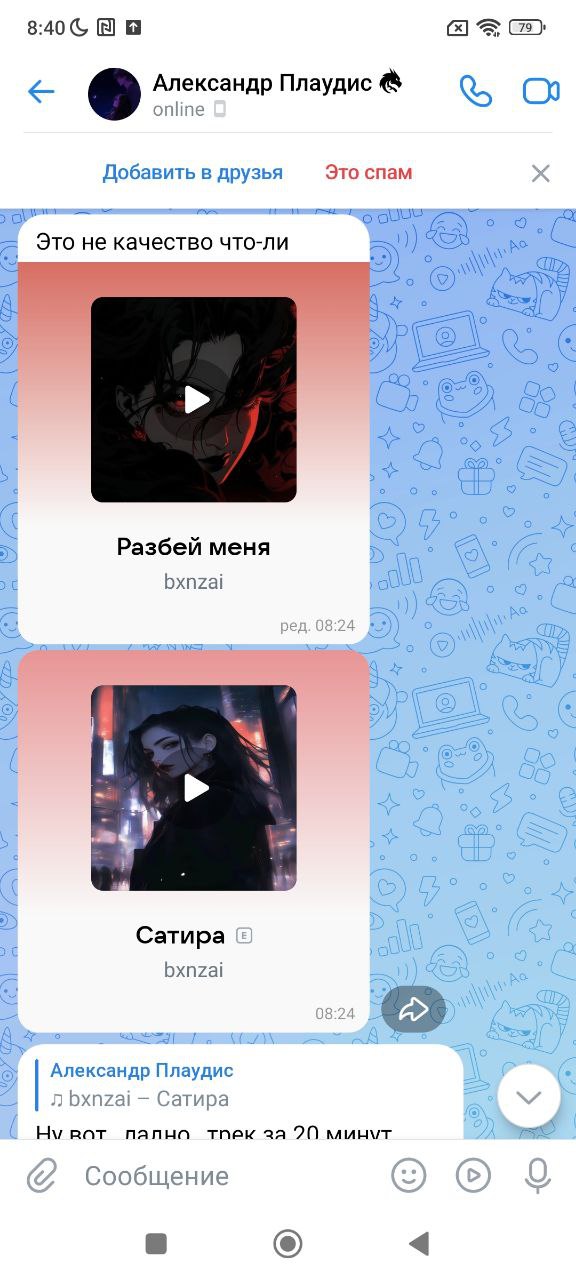 8:40
79
Александр Плаудис
online
Добавить в друзья
Это спам
Это не качество что-ли
Разбей меня
bxnzai
ред. 08:24
Сатира E
bxnzai
08:24
Александр Плаудис
♫ bxnzai – Сатира
Ну вот , ладно , трек за 20 минут
Сообщение